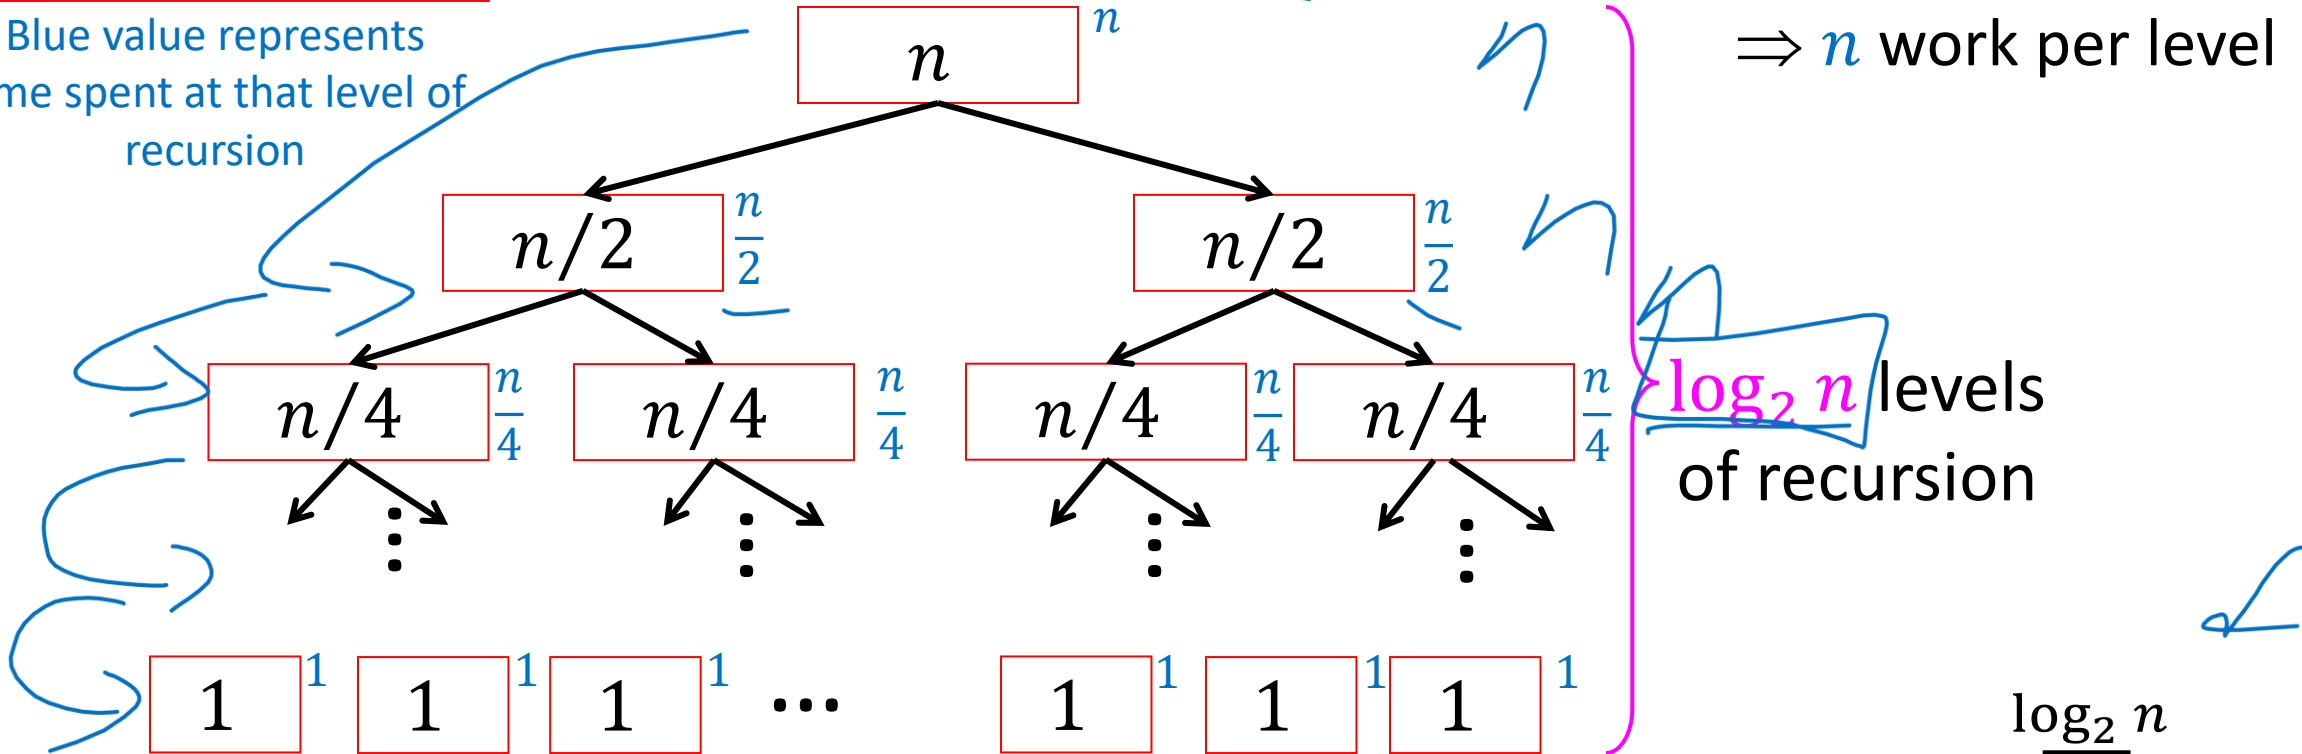 Blue value represents
me spent at that level of
recursion
n n n
⇒ n work per level
n/2 n/2 n/2 n/2 n
n
n/4 n/4 n/4 n/4 n/4 n/4 n/4 n/4
log₂ n levels
of recursion
⋮ ⋮ ⋮ ⋮
1 1 1 1 1 1 ⋯ 1 1 1 1 1 1
log₂ n